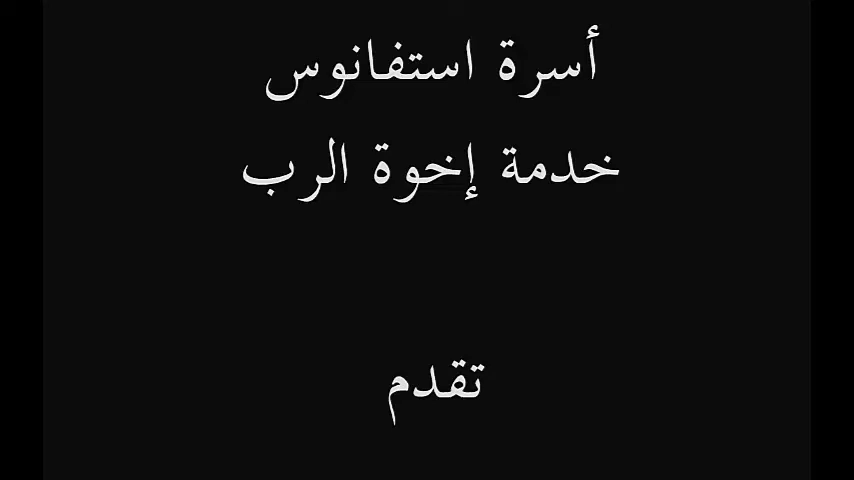 أسرة استفانوس
خدمة إخوة الرب
تقدم